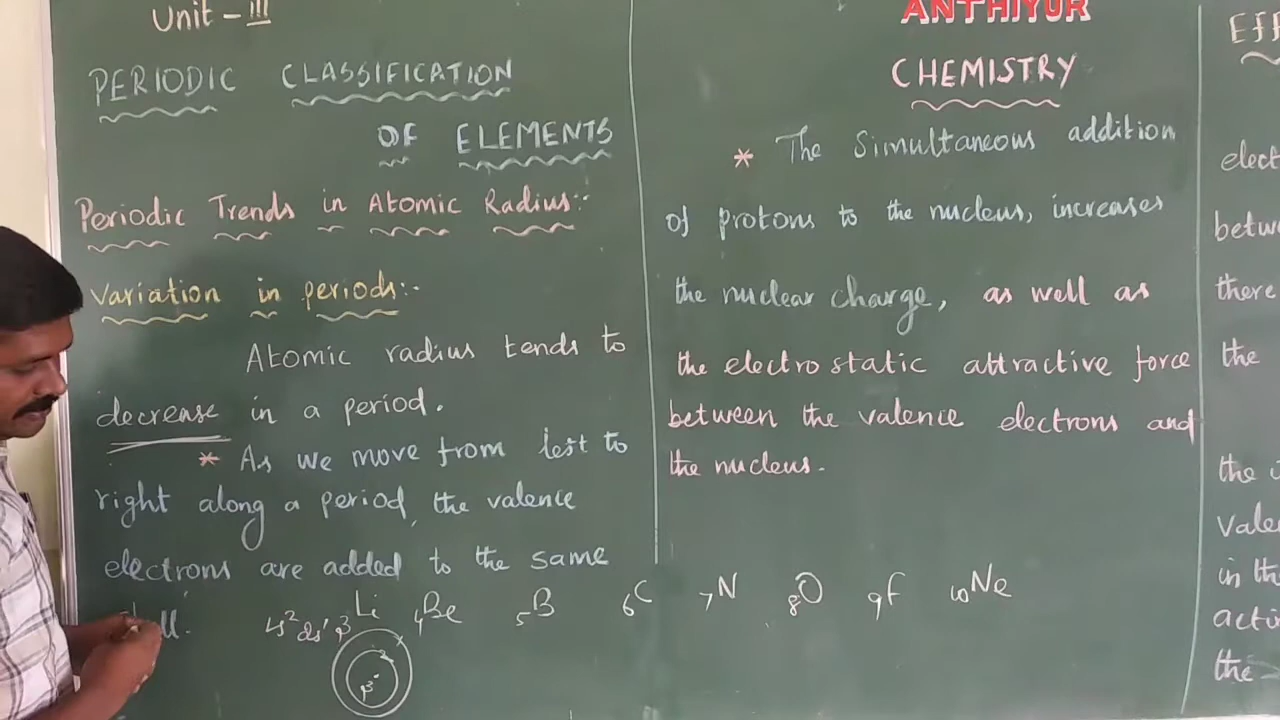 Unit - III
PERIODIC CLASSIFICATION
OF ELEMENTS
Periodic Trends in Atomic Radius:-
Variation in periods:-
Atomic radius tends to
decrease in a period.
* As we move from lest to
right along a period, the valence
electrons are added to the same
1s² 2s¹ ₃Li ₄Be ₅B ₆C ₇N ₈O ₉F ₁₀Ne
ANTHIYUR
CHEMISTRY
* The Simultaneous addition
of protons to the nucleus, increases
the nuclear charge, as well as
the electro static attractive force
between the valence electrons and
the nucleus.
Eff
elect
betwe
there
the
the
Vale
in th
acti
the